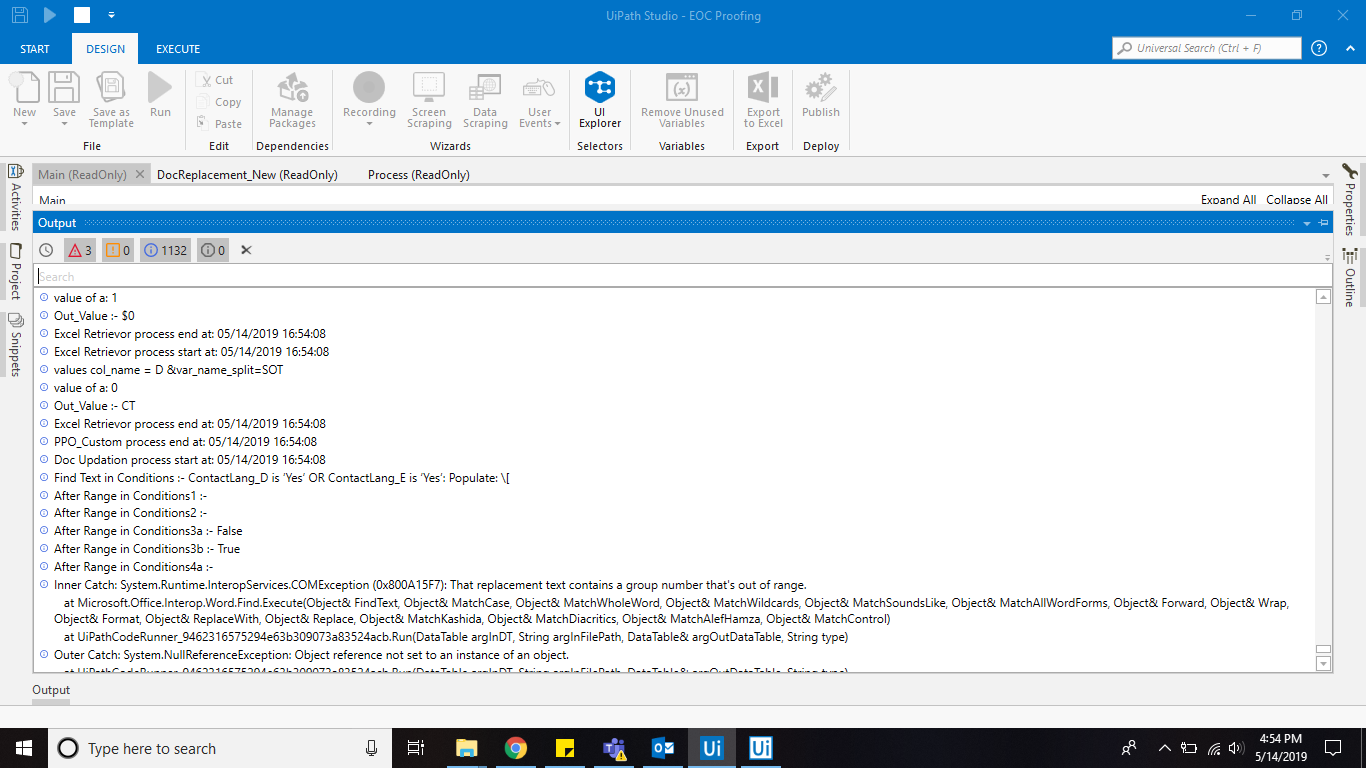 UiPath Studio - EOC Proofing
START DESIGN EXECUTE
Universal Search (Ctrl + F)
New Save Save as Template Run
Cut
Copy
Paste
Manage Packages
Recording Screen Scraping Data Scraping User Events
UI Explorer
Remove Unused Variables
Export to Excel
Publish
File Edit Dependencies Wizards Selectors Variables Export Deploy
Main (ReadOnly) DocReplacement_New (ReadOnly) Process (ReadOnly)
Main Expand All Collapse All
Activities
Project
Snippets
Properties
Outline
Output
3 0 1132 0
Search
value of a: 1
Out_Value :- $0
Excel Retrievor process end at: 05/14/2019 16:54:08
Excel Retrievor process start at: 05/14/2019 16:54:08
values col_name = D &var_name_split=SOT
value of a: 0
Out_Value :- CT
Excel Retrievor process end at: 05/14/2019 16:54:08
PPO_Custom process end at: 05/14/2019 16:54:08
Doc Updation process start at: 05/14/2019 16:54:08
Find Text in Conditions :- ContactLang_D is ‘Yes’ OR ContactLang_E is ‘Yes’: Populate: \[
After Range in Conditions1 :-
After Range in Conditions2 :-
After Range in Conditions3a :- False
After Range in Conditions3b :- True
After Range in Conditions4a :-
Inner Catch: System.Runtime.InteropServices.COMException (0x800A15F7): That replacement text contains a group number that's out of range.
at Microsoft.Office.Interop.Word.Find.Execute(Object& FindText, Object& MatchCase, Object& MatchWholeWord, Object& MatchWildcards, Object& MatchSoundsLike, Object& MatchAllWordForms, Object& Forward, Object& Wrap,
Object& Format, Object& ReplaceWith, Object& Replace, Object& MatchKashida, Object& MatchDiacritics, Object& MatchAlefHamza, Object& MatchControl)
at UiPathCodeRunner_9462316575294e63b309073a83524acb.Run(DataTable argInDT, String argInFilePath, DataTable& argOutDataTable, String type)
Outer Catch: System.NullReferenceException: Object reference not set to an instance of an object.
at UiPathCodeRunner_9462316575294e63b309073a83524acb.Run(DataTable argInDT, String argInFilePath, DataTable& argOutDataTable, String type)
Output
Type here to search
Ui Ui
4:54 PM
5/14/2019